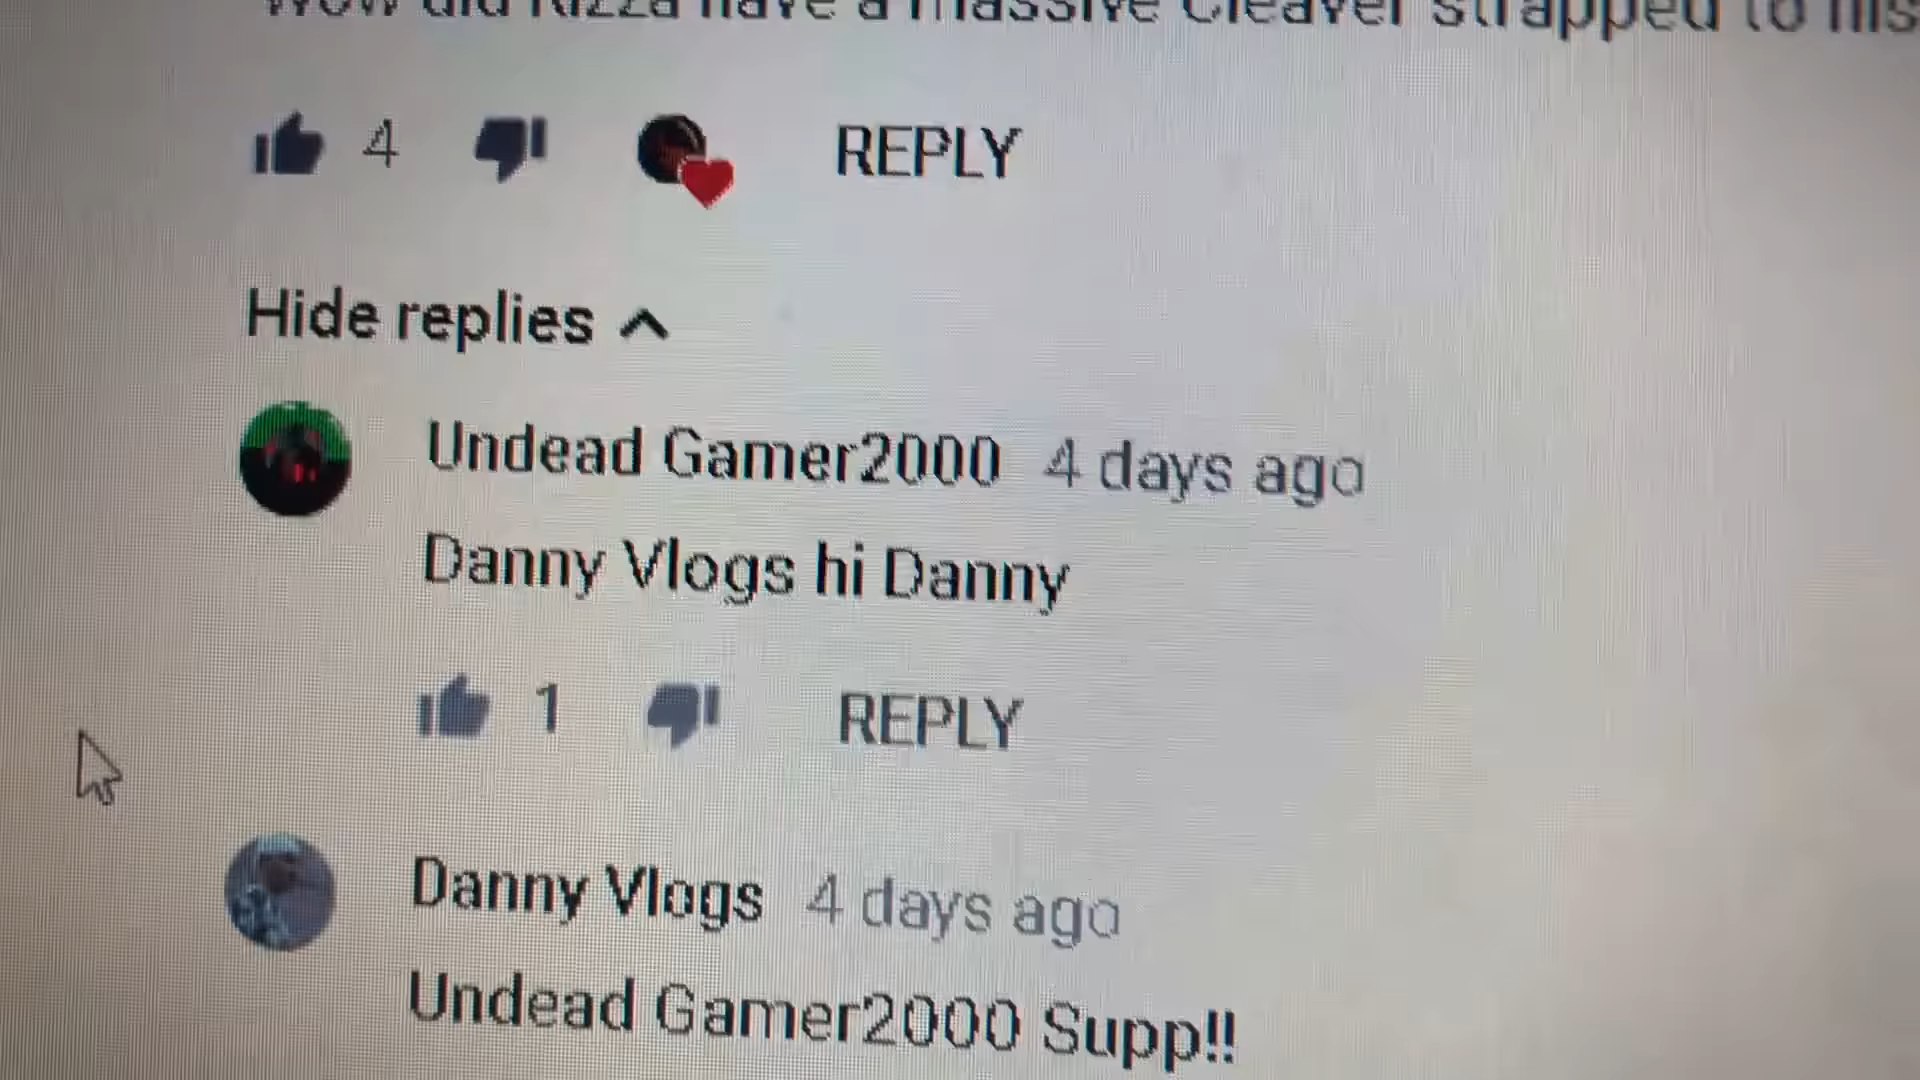 Wow did Rizza have a massive Cleaver strapped to his
4 REPLY
Hide replies
Undead Gamer2000 4 days ago
Danny Vlogs hi Danny
1 REPLY
Danny Vlogs 4 days ago
Undead Gamer2000 Supp!!